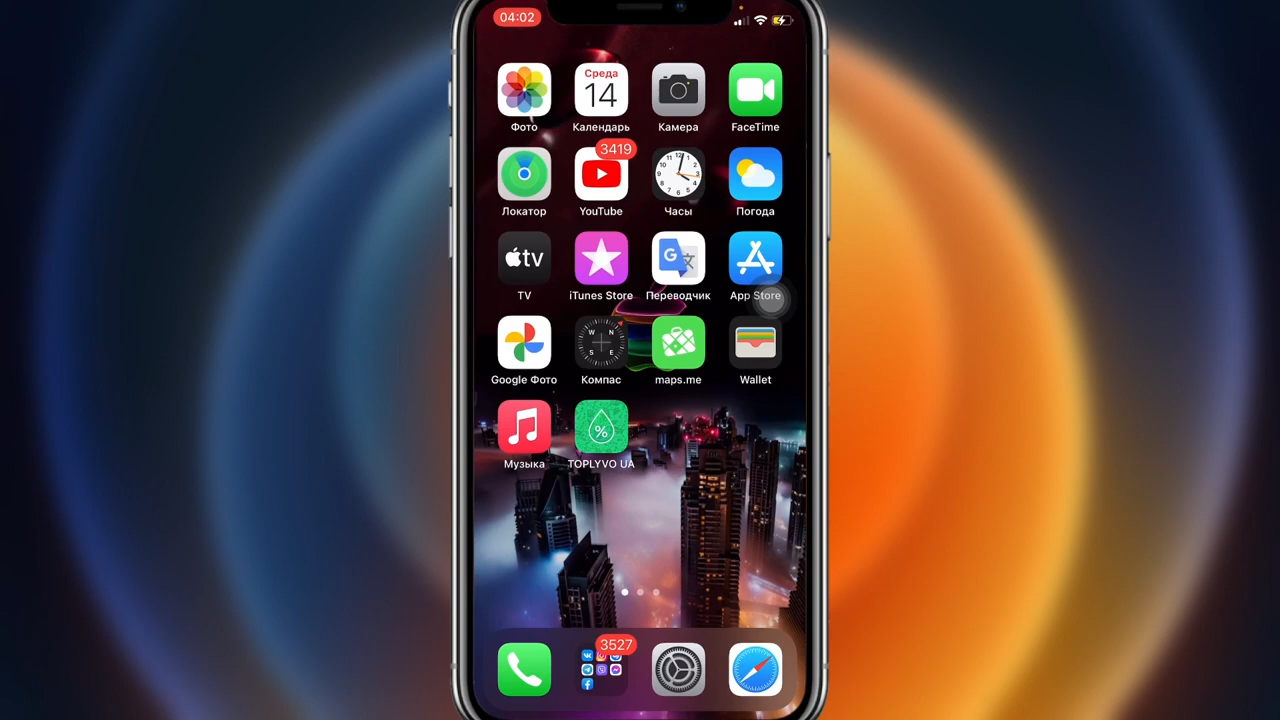 04:02
Среда
14
Фото
Календарь
Камера
FaceTime
3419
Локатор
YouTube
Часы
Погода
tv
G
TV
iTunes Store
Переводчик
App Store
W N
S E
Google Фото
Компас
maps.me
Wallet
%
Музыка
TOPLYVO UA
3527